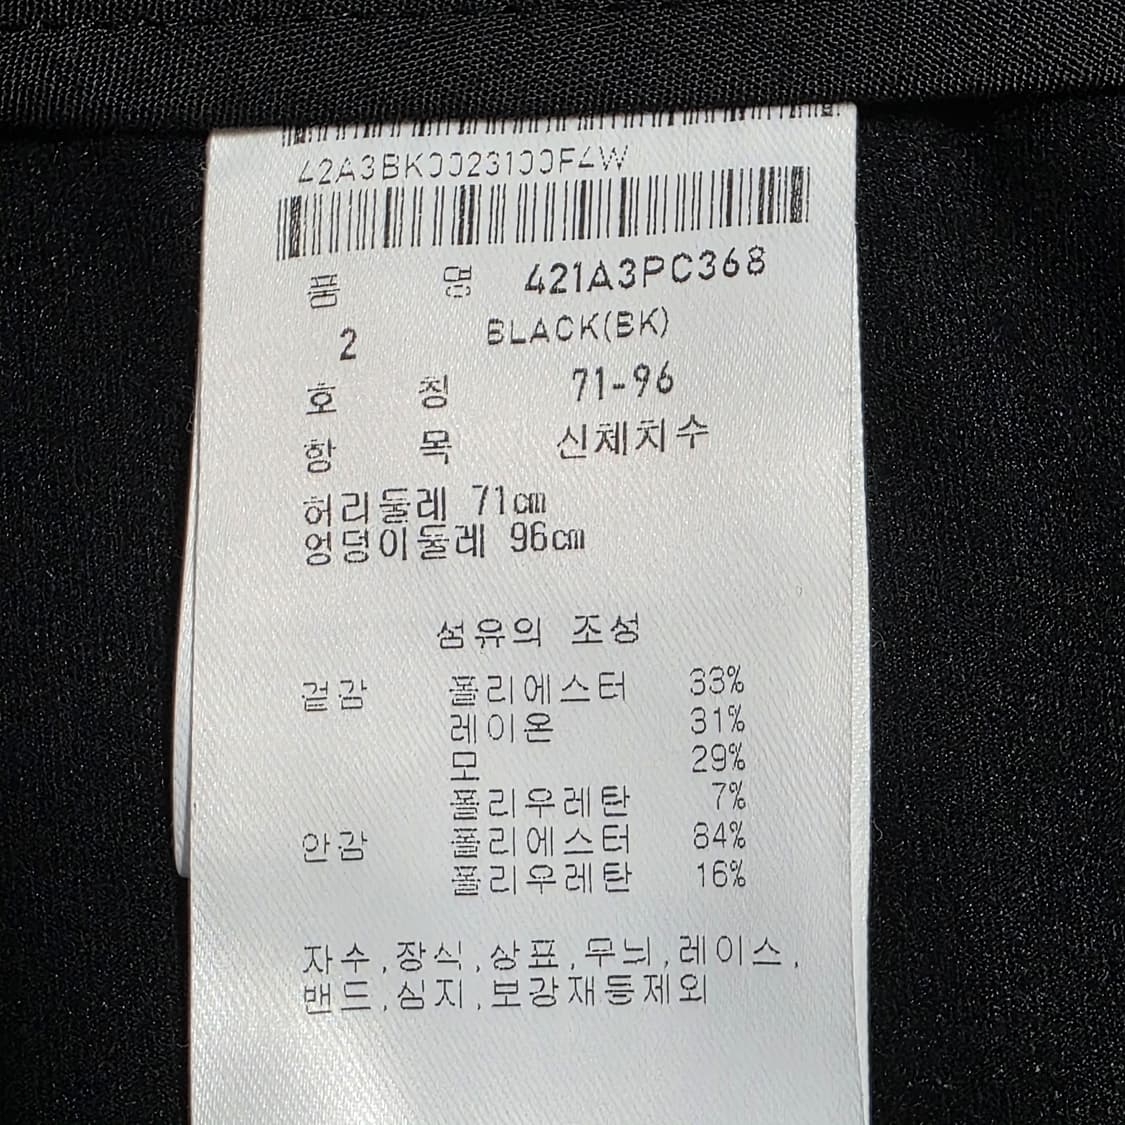 42A3BK0023100F4W
품 명 421A3PC368
2 BLACK(BK)
호 칭 71-96
항 목 신체치수
허리둘레 71cm
엉덩이둘레 96cm
섬유의 조성
겉감 폴리에스터 33%
레이온 31%
모 29%
폴리우레탄 7%
안감 폴리에스터 84%
폴리우레탄 16%
자수,장식,상표,무늬,레이스,
밴드,심지,보강재등제외